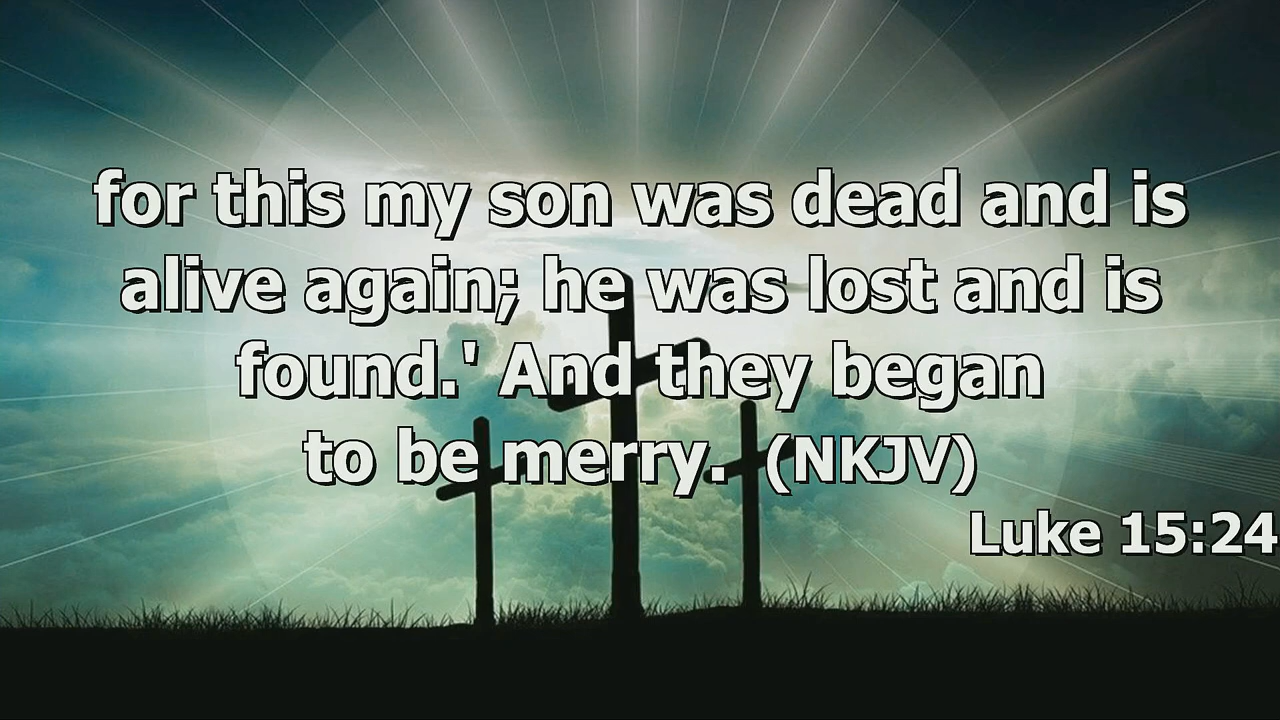 for this my son was dead and is
alive again; he was lost and is
found.' And they began
to be merry. (NKJV)
Luke 15:24